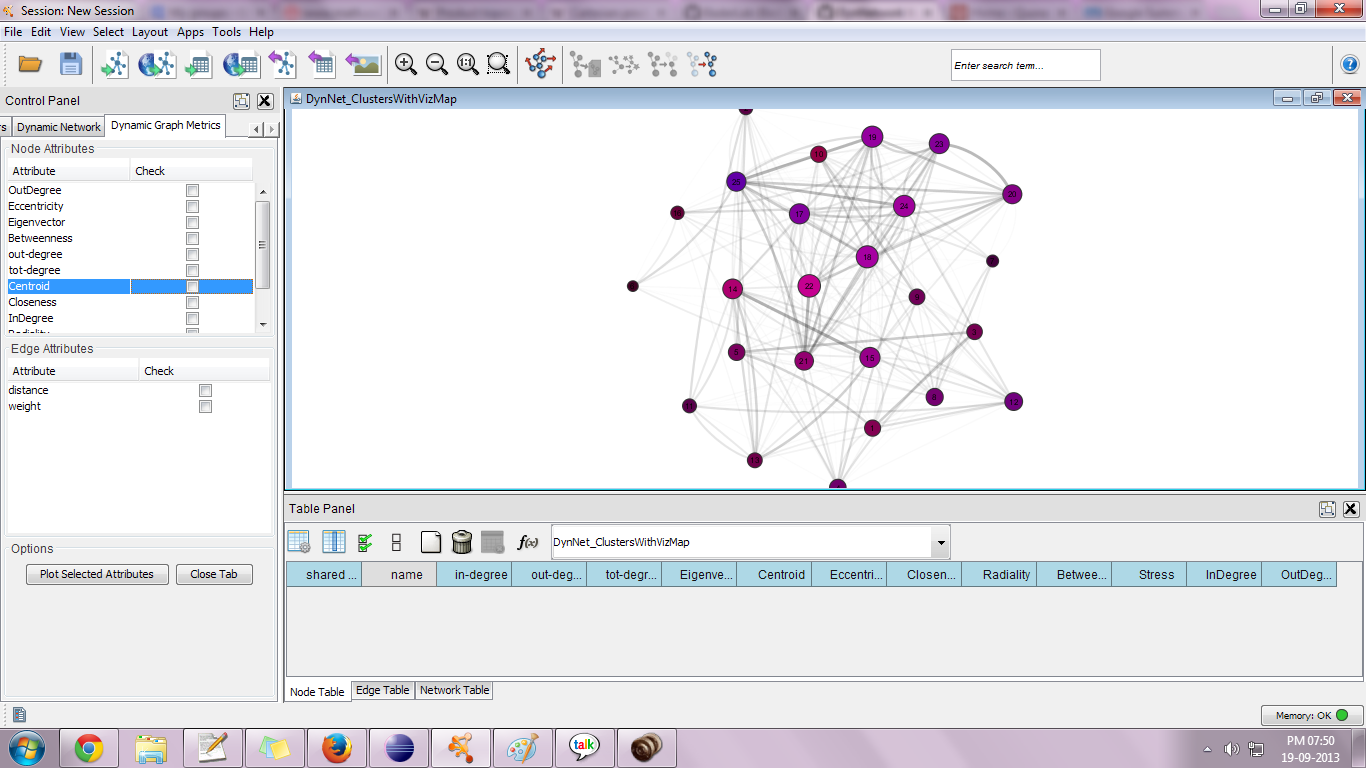 Session: New Session
File Edit View Select Layout Apps Tools Help
Enter search term...
Control Panel
rs Dynamic Network Dynamic Graph Metrics
Node Attributes
Attribute Check
OutDegree
Eccentricity
Eigenvector
Betweenness
out-degree
tot-degree
Centroid
Closeness
InDegree
Edge Attributes
Attribute Check
distance
weight
Options
Plot Selected Attributes Close Tab
DynNet_ClustersWithVizMap
19
23
10
25
20
24
17
18
14
22
21
15
12
1
Table Panel
f(x) DynNet_ClustersWithVizMap
shared ... name in-degree out-deg... tot-degr... Eigenve... Centroid Eccentri... Closen... Radiality Betwee... Stress InDegree OutDeg...
Node Table Edge Table Network Table
Memory: OK
talk
PM 07:50
19-09-2013